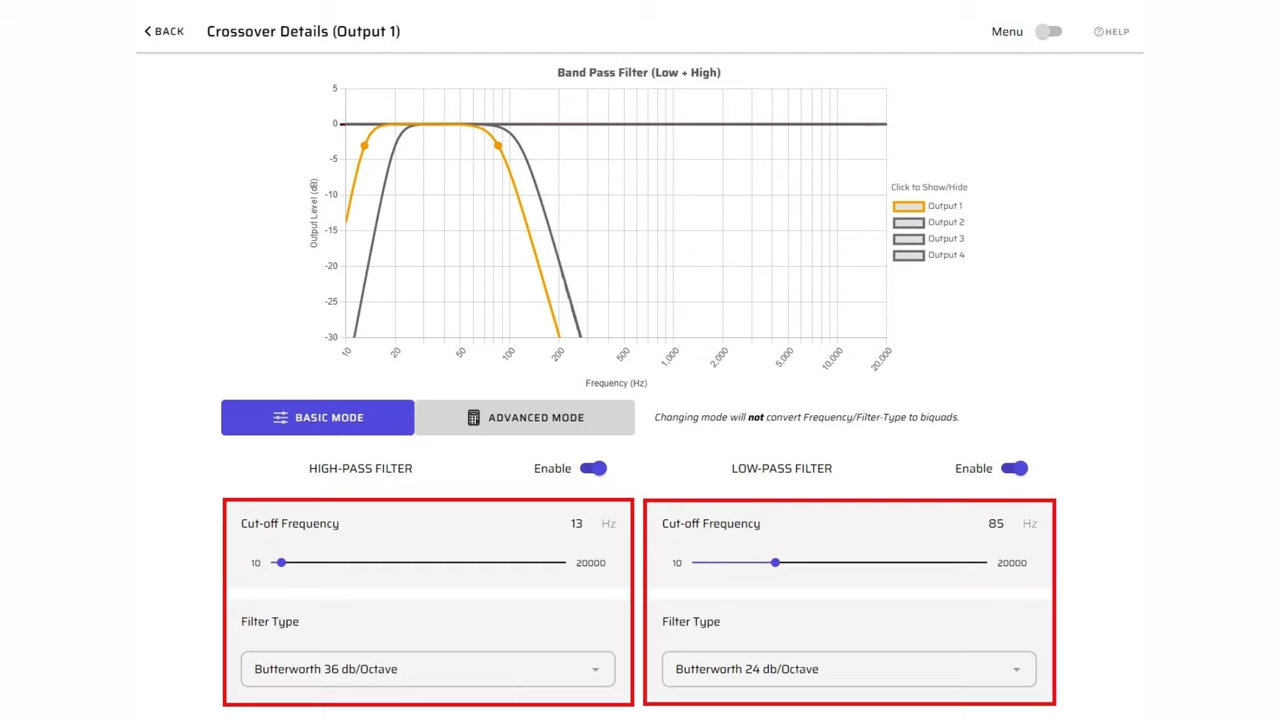 BACK
Crossover Details (Output 1)
Menu
HELP
Band Pass Filter (Low + High)
5
0
-5
-10
-15
-20
-25
-30
Output Level (dB)
10
20
50
100
200
500
1,000
2,000
5,000
10,000
20,000
Frequency (Hz)
Click to Show/Hide
Output 1
Output 2
Output 3
Output 4
BASIC MODE
ADVANCED MODE
Changing mode will not convert Frequency/Filter-Type to biquads.
HIGH-PASS FILTER
Enable
LOW-PASS FILTER
Enable
Cut-off Frequency
13 Hz
10
20000
Filter Type
Butterworth 36 db/Octave
Cut-off Frequency
85 Hz
10
20000
Filter Type
Butterworth 24 db/Octave